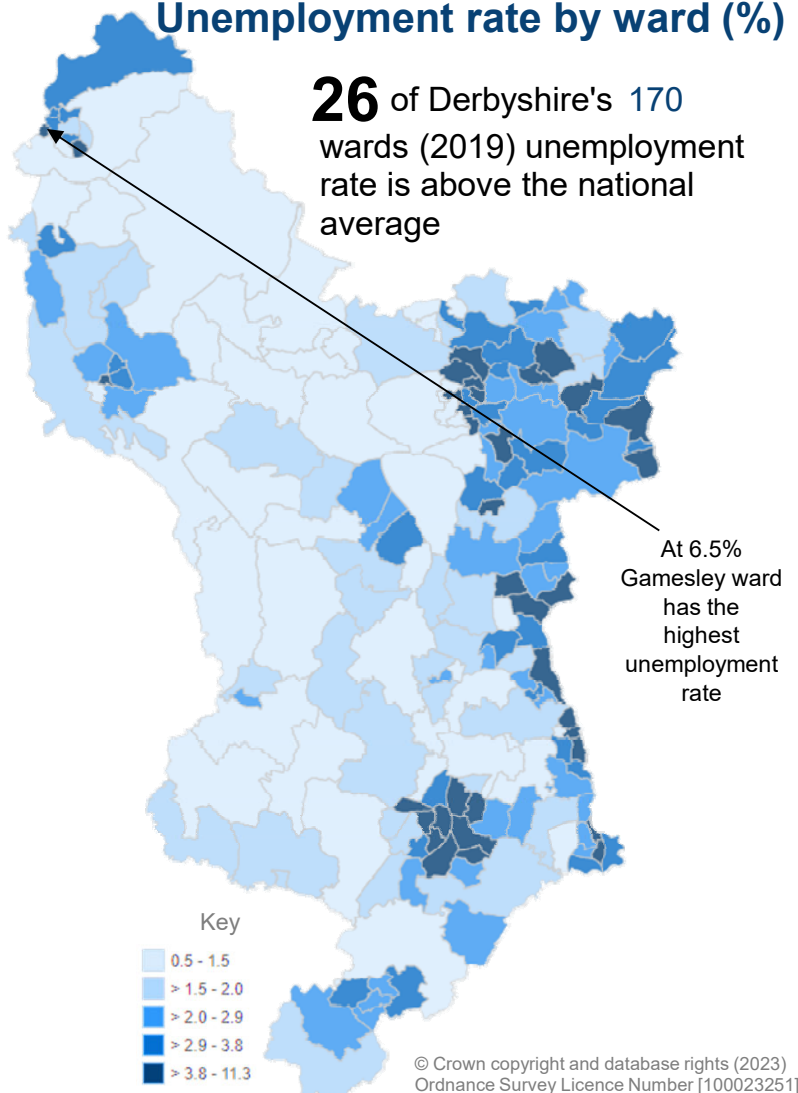 Unemployment rate by ward (%)
26 of Derbyshire's 170
wards (2019) unemployment
rate is above the national
average
At 6.5%
Gamesley ward
has the
highest
unemployment
rate
Key
0.5 - 1.5
> 1.5 - 2.0
> 2.0 - 2.9
> 2.9 - 3.8
> 3.8 - 11.3
© Crown copyright and database rights (2023)
Ordnance Survey Licence Number [100023251]